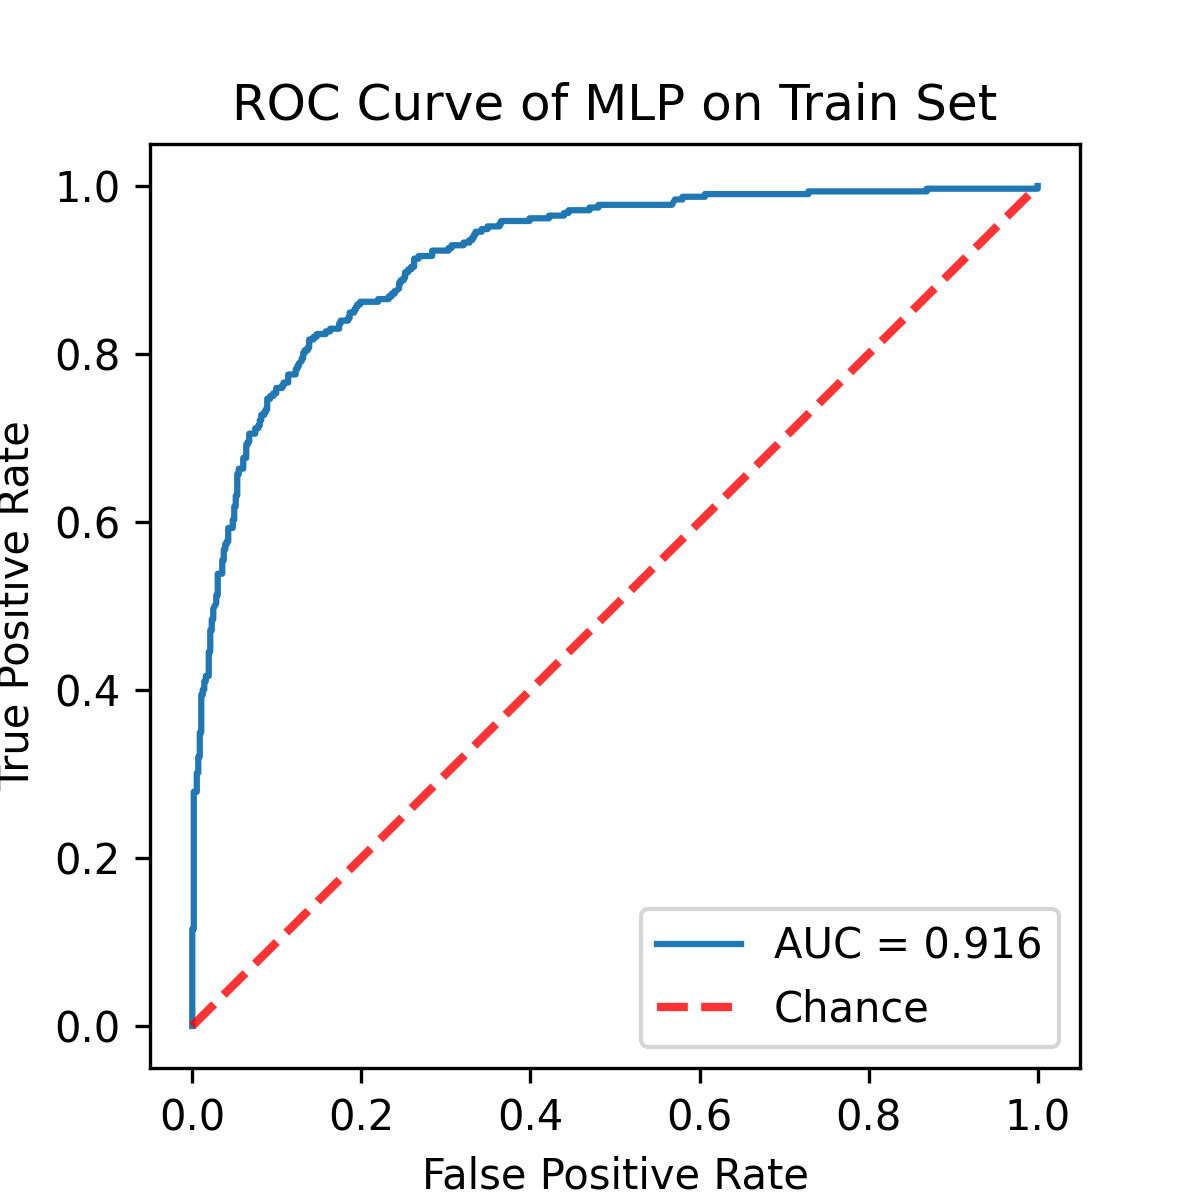 ROC Curve of MLP on Train Set
1.0
0.8
0.6
0.4
0.2
0.0
True Positive Rate
0.0 0.2 0.4 0.6 0.8 1.0
False Positive Rate
AUC = 0.916
Chance